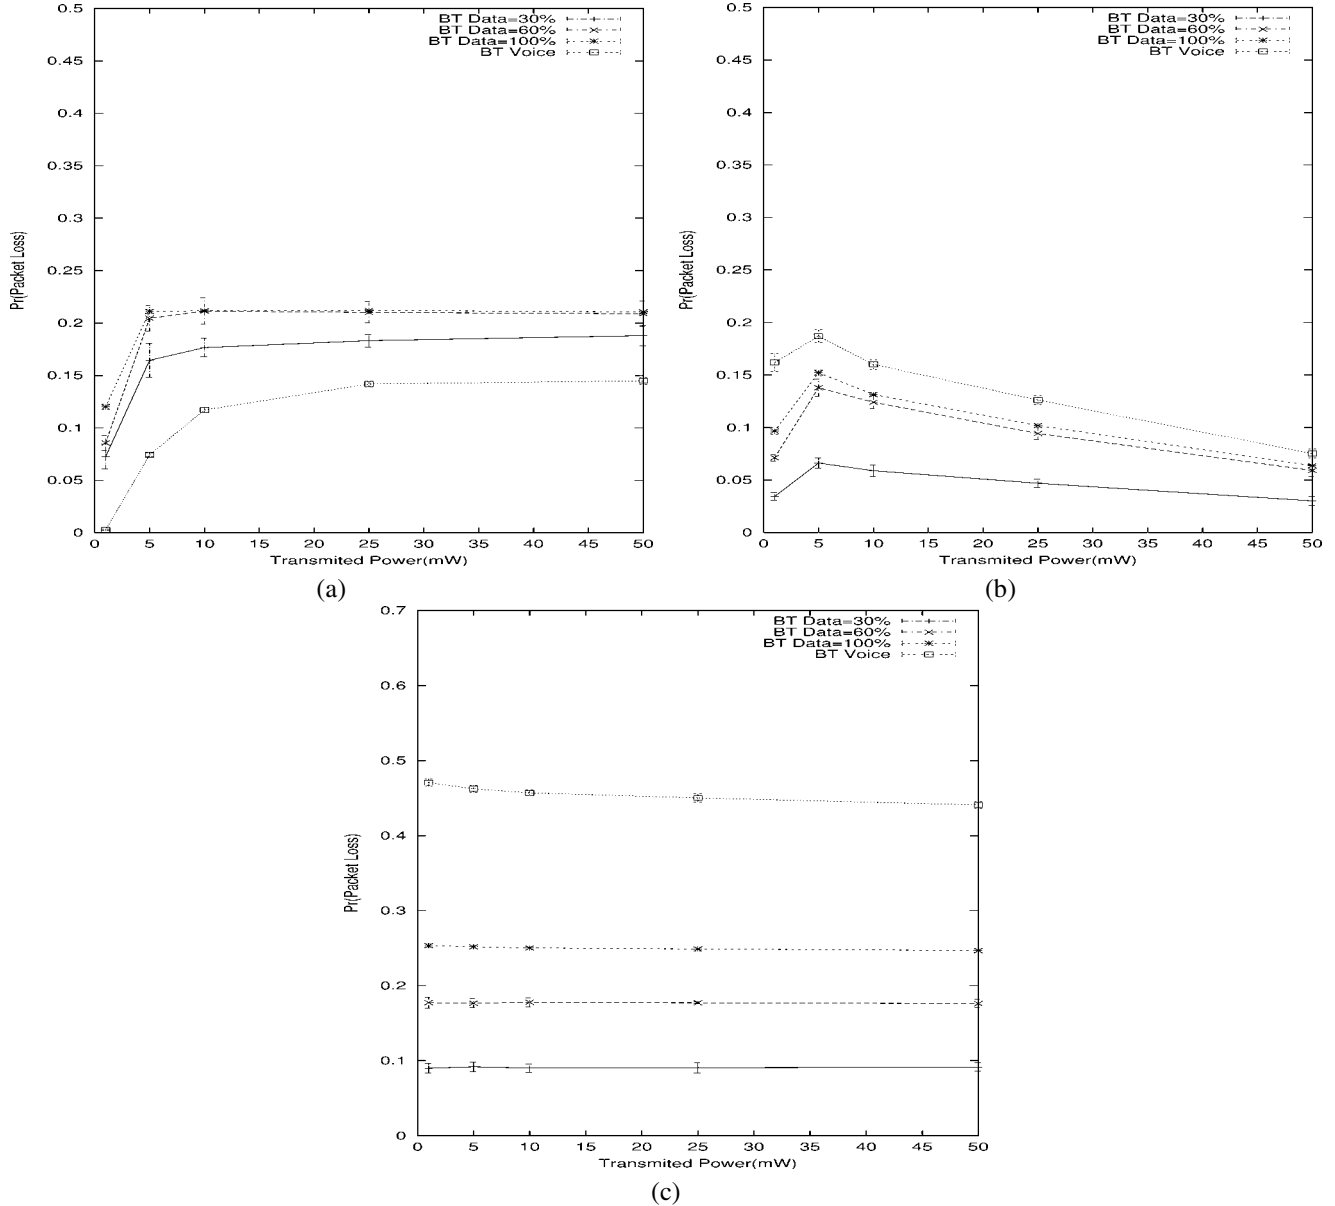 BT Data=30%
BT Data=60%
BT Data=100%
BT Voice
0.5
0.45
0.4
0.35
0.3
0.25
0.2
0.15
0.1
0.05
0
Pr(Packet Loss)
0 5 10 15 20 25 30 35 40 45 50
Transmited Power(mW)
(a)
BT Data=30%
BT Data=60%
BT Data=100%
BT Voice
0.5
0.45
0.4
0.35
0.3
0.25
0.2
0.15
0.1
0.05
0
Pr(Packet Loss)
0 5 10 15 20 25 30 35 40 45 50
Transmited Power(mW)
(b)
BT Data=30%
BT Data=60%
BT Data=100%
BT Voice
0.7
0.6
0.5
0.4
0.3
0.2
0.1
0
Pr(Packet Loss)
0 5 10 15 20 25 30 35 40 45 50
Transmited Power(mW)
(c)